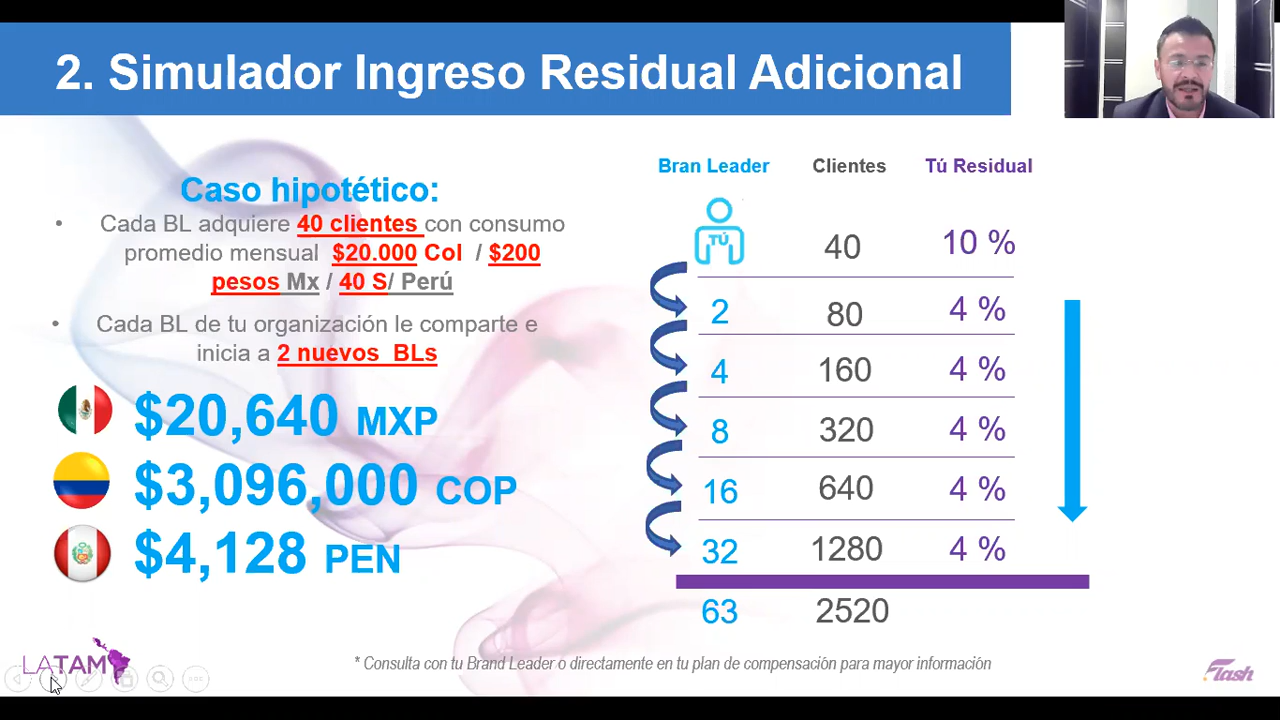 2. Simulador Ingreso Residual Adicional
Caso hipotético:
• Cada BL adquiere 40 clientes con consumo
promedio mensual $20.000 Col / $200
pesos Mx / 40 S/ Perú
• Cada BL de tu organización le comparte e
inicia a 2 nuevos BLs
$20,640 MXP
$3,096,000 COP
$4,128 PEN
Bran Leader Clientes Tú Residual
TÚ 40 10 %
2 80 4 %
4 160 4 %
8 320 4 %
16 640 4 %
32 1280 4 %
63 2520
* Consulta con tu Brand Leader o directamente en tu plan de compensación para mayor información
LATAM
Flash